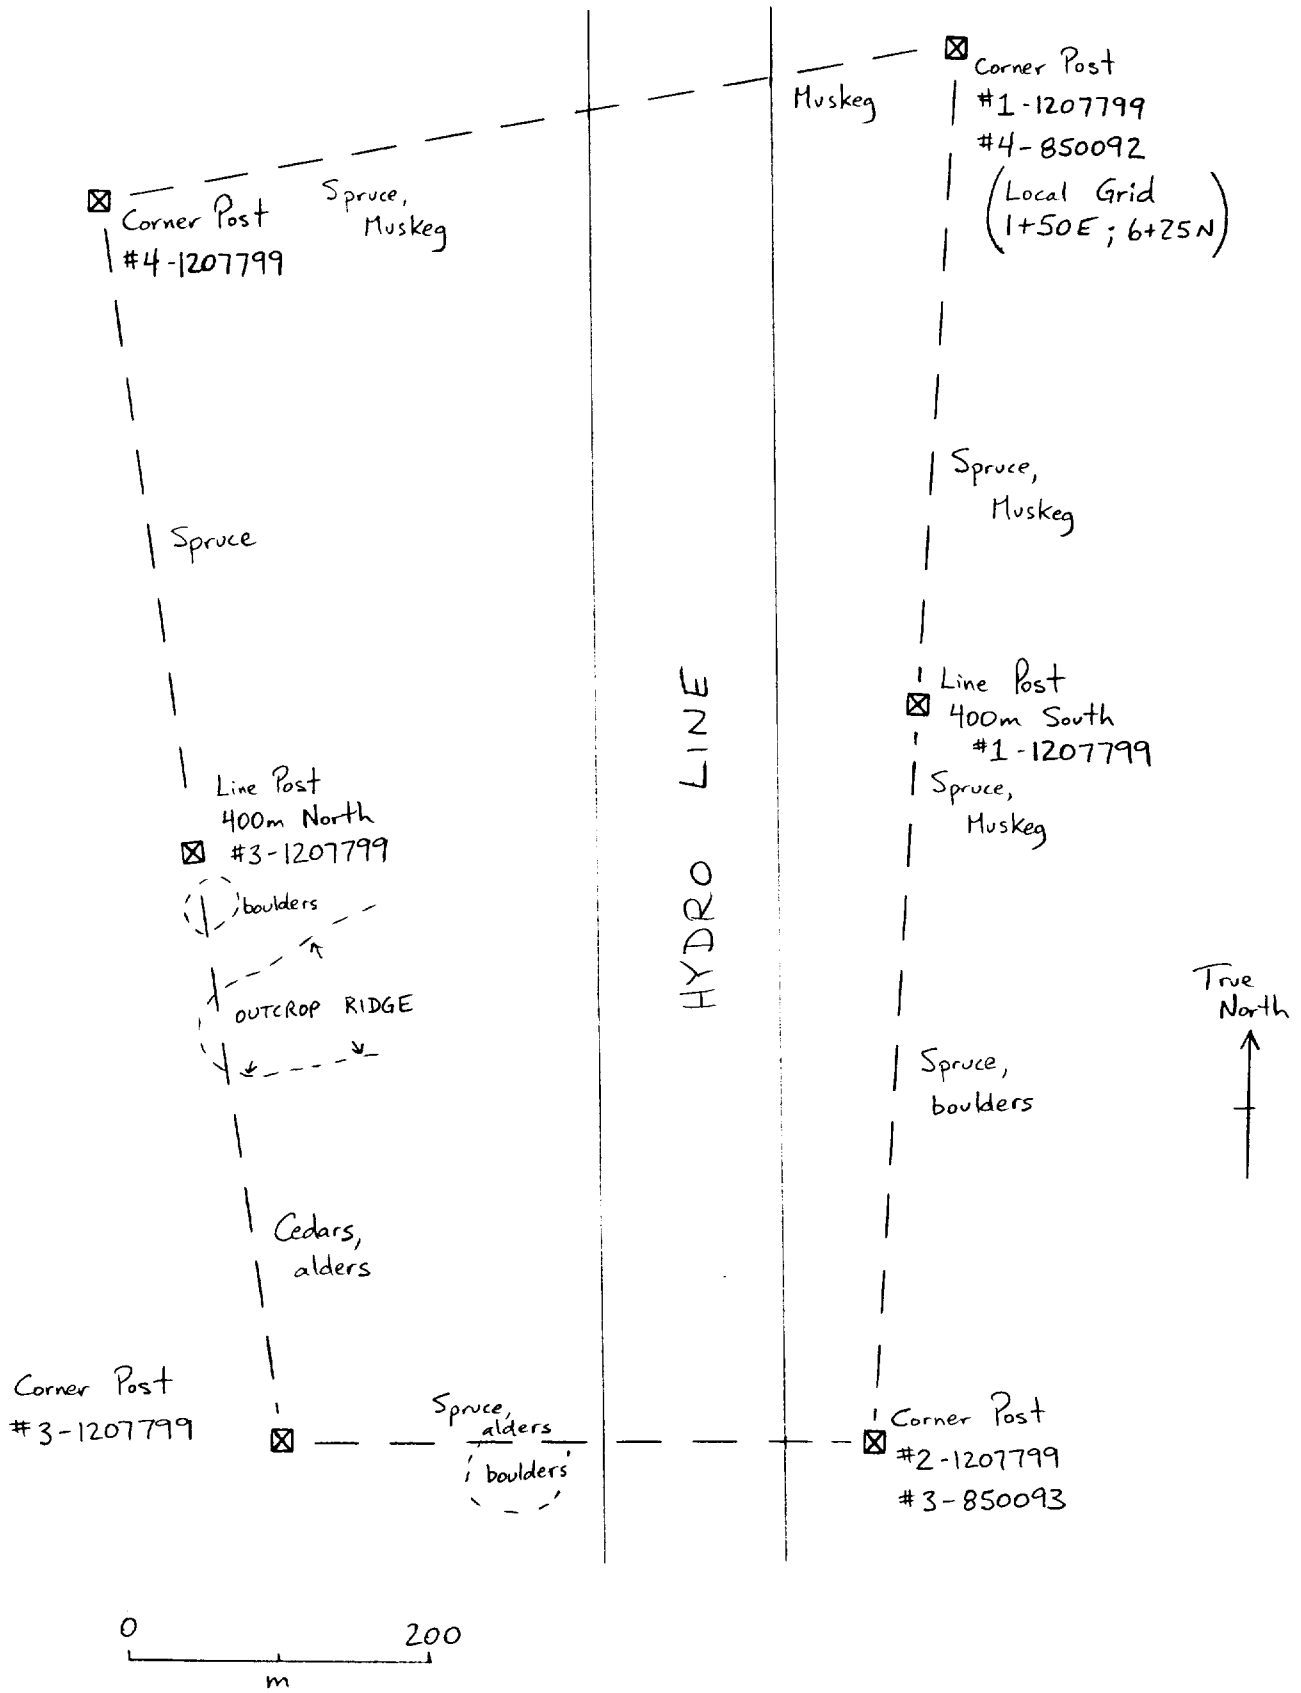 Corner Post
#1-1207799
#4-850092
(Local Grid
1+50E ; 6+25N)
Muskeg
Spruce,
Muskeg
Corner Post
#4-1207799
Spruce,
Muskeg
Spruce
Line Post
400m South
#1-1207799
Spruce,
Muskeg
Line Post
400m North
#3-1207799
boulders
OUTCROP RIDGE
HYDRO LINE
True
North
Spruce,
boulders
Cedars,
alders
Corner Post
#3-1207799
Spruce,
alders
boulders
Corner Post
#2-1207799
#3-850093
0 200
m